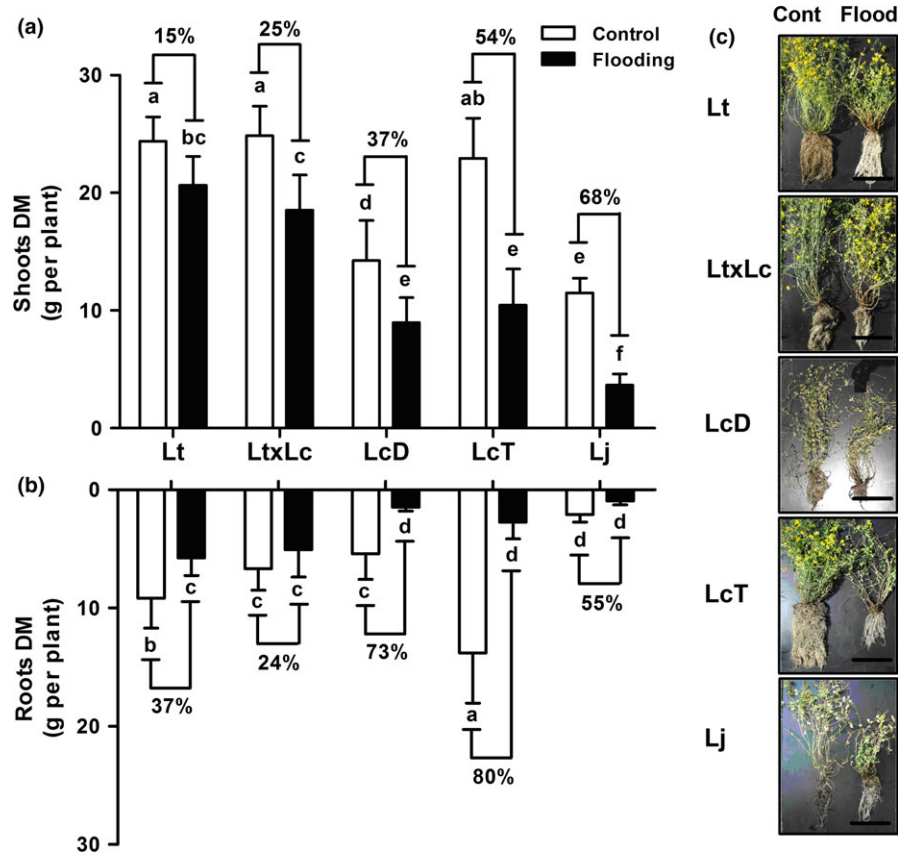 (a)
15%
25%
54%
37%
68%
Control
Flooding
Shoots DM
(g per plant)
30
20
10
0
a
bc
a
c
d
e
ab
e
e
f
Lt
LtxLc
LcD
LcT
Lj
(b)
Roots DM
(g per plant)
0
10
20
30
b
c
c
c
c
d
a
d
d
d
37%
24%
73%
80%
55%
(c)
Cont Flood
Lt
LtxLc
LcD
LcT
Lj